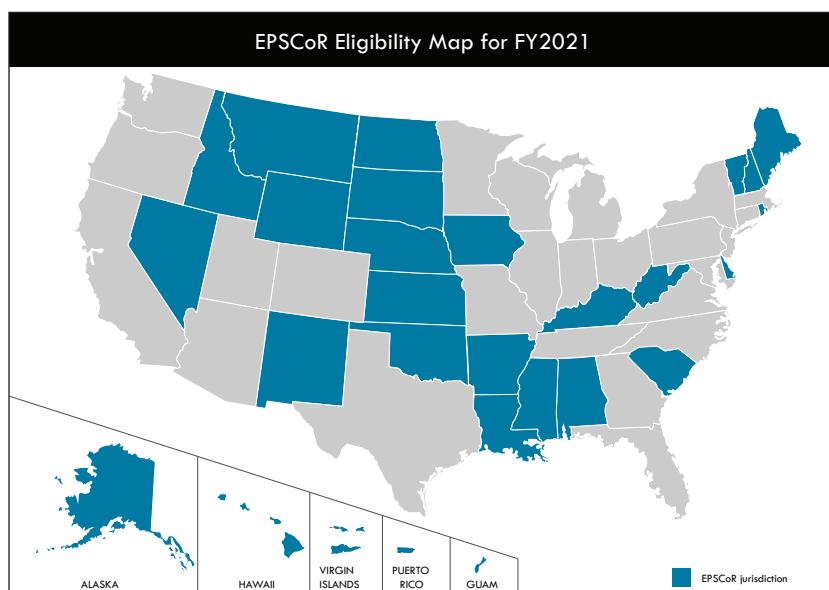 EPSCoR Eligibility Map for FY2021
ALASKA
HAWAII
VIRGIN
ISLANDS
PUERTO
RICO
GUAM
EPSCoR jurisdiction